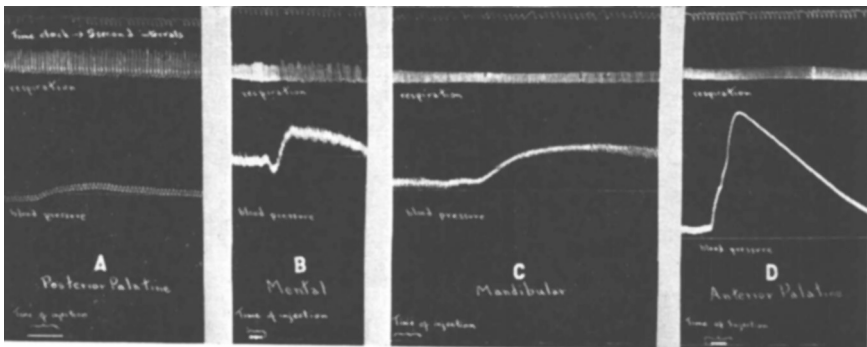 Time clock → 5 second intervals
respiration
blood pressure
A
Posterior Palatine
Time of injection
respiration
blood pressure
B
Mental
Time of injection
respiration
blood pressure
C
Mandibular
Time of injection
respiration
blood pressure
D
Anterior Palatine
Time of injection